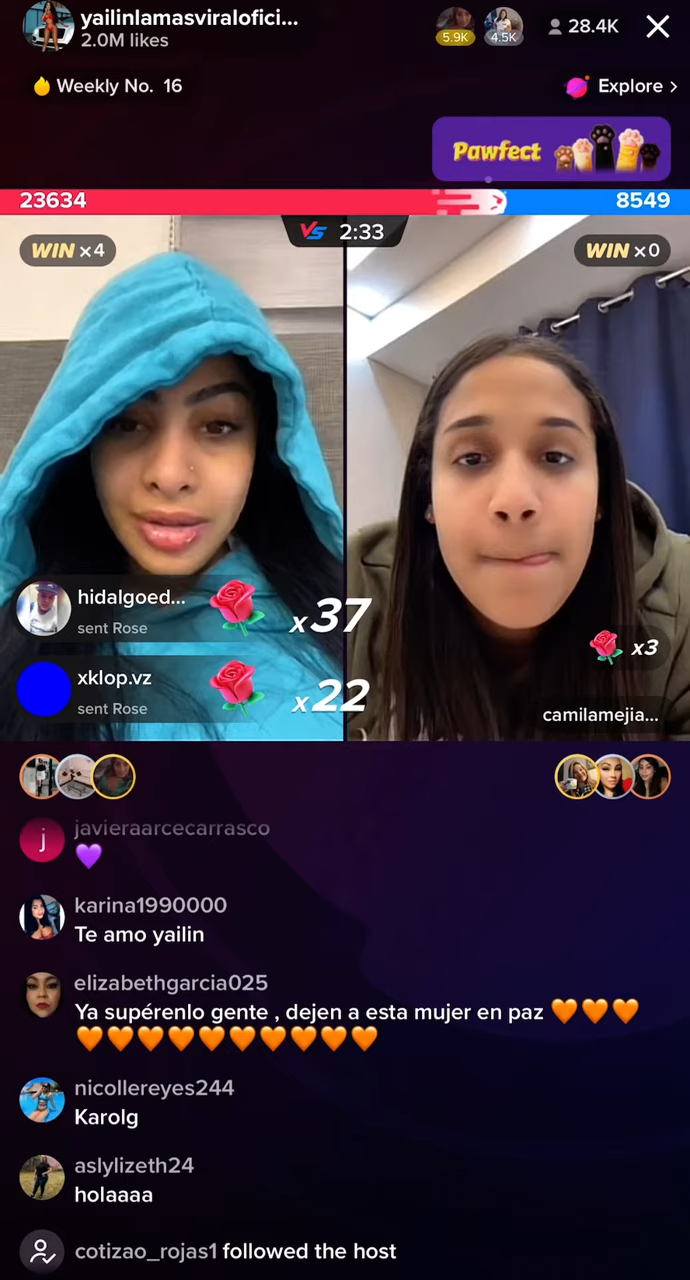 yailinlamasviralofici...
2.0M likes
5.9K
4.5K
28.4K
Weekly No. 16
Explore >
Pawfect
23634
8549
VS 2:33
WIN x4
WIN x0
hidalgoed...
sent Rose
x37
xklop.vz
sent Rose
x22
x3
camilamejia...
j
javieraarcecarrasco
💜
karina1990000
Te amo yailin
elizabethgarcia025
Ya supérenlo gente , dejen a esta mujer en paz 🧡🧡🧡
🧡🧡🧡🧡🧡🧡🧡🧡🧡🧡
nicollereyes244
Karolg
aslylizeth24
holaaaa
cotizao_rojas1 followed the host